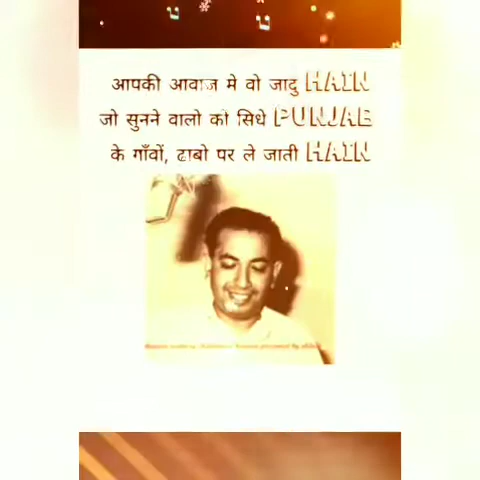 आपकी आवाज मे वो जादु HAIN
जो सुनने वालो को सिधे PUNJAB
के गाँवों, ढाबो पर ले जाती HAIN